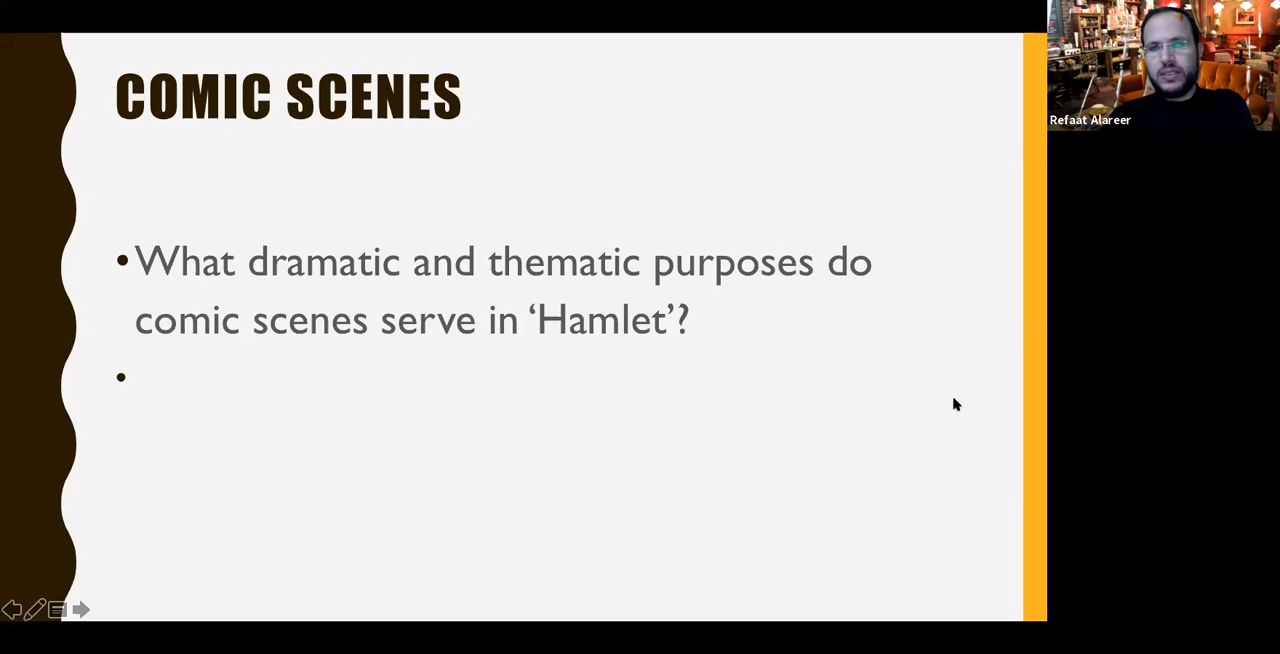 COMIC SCENES
•What dramatic and thematic purposes do
comic scenes serve in ‘Hamlet’?
•
Refaat Alareer